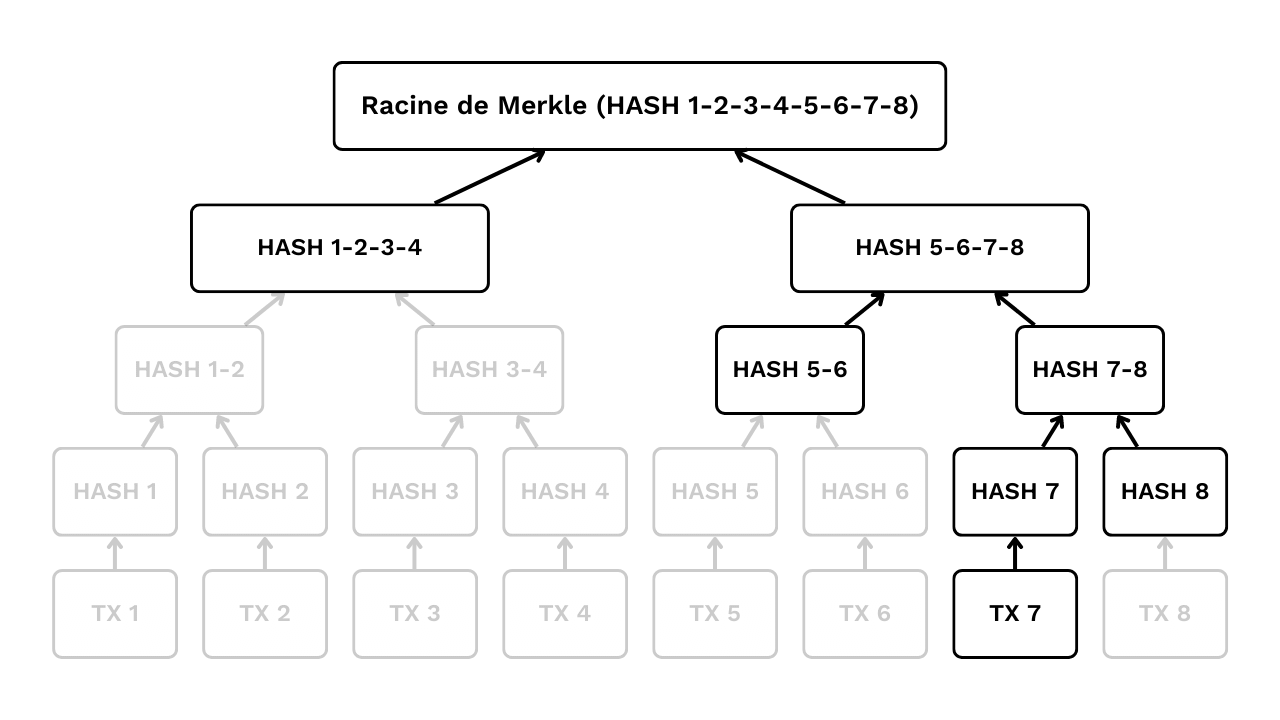 Racine de Merkle (HASH 1-2-3-4-5-6-7-8)
HASH 1-2-3-4
HASH 5-6-7-8
HASH 1-2
HASH 3-4
HASH 5-6
HASH 7-8
HASH 1
HASH 2
HASH 3
HASH 4
HASH 5
HASH 6
HASH 7
HASH 8
TX 1
TX 2
TX 3
TX 4
TX 5
TX 6
TX 7
TX 8